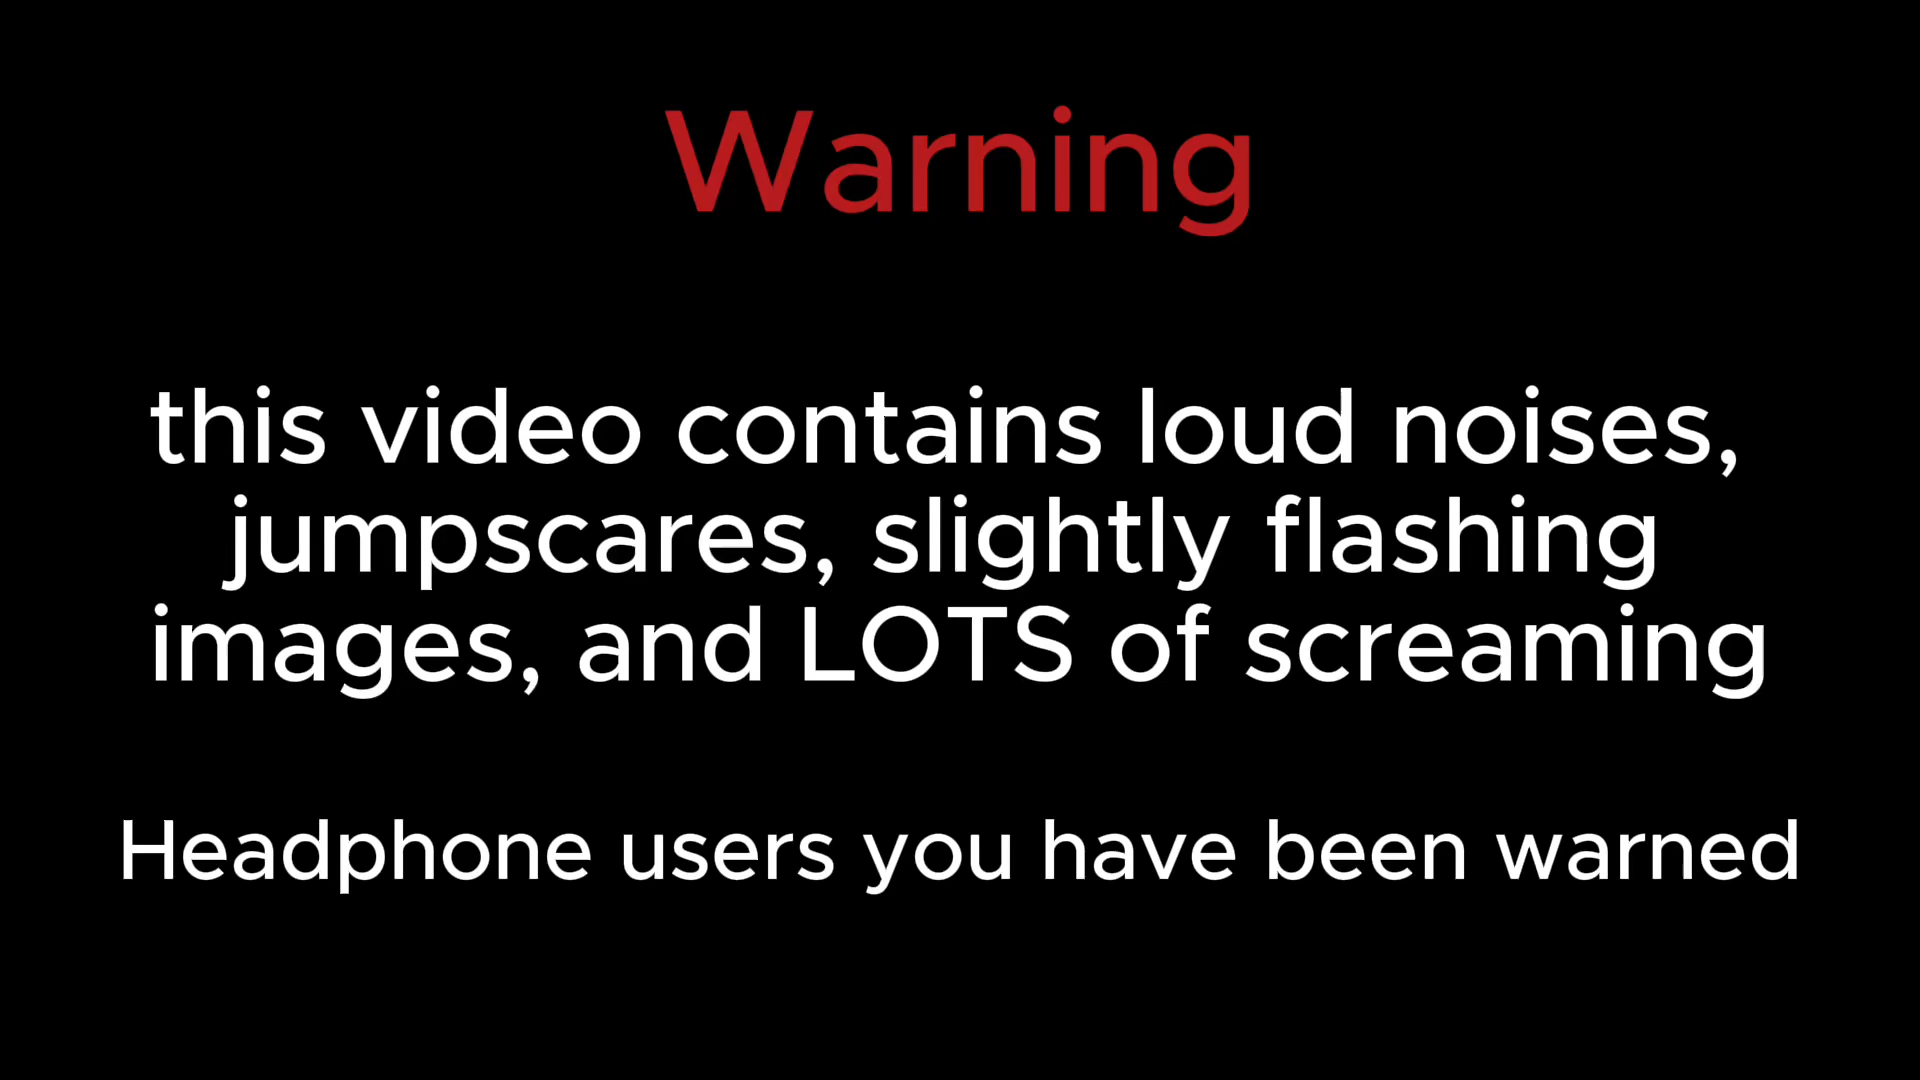 Warning
this video contains loud noises,
jumpscares, slightly flashing
images, and LOTS of screaming
Headphone users you have been warned